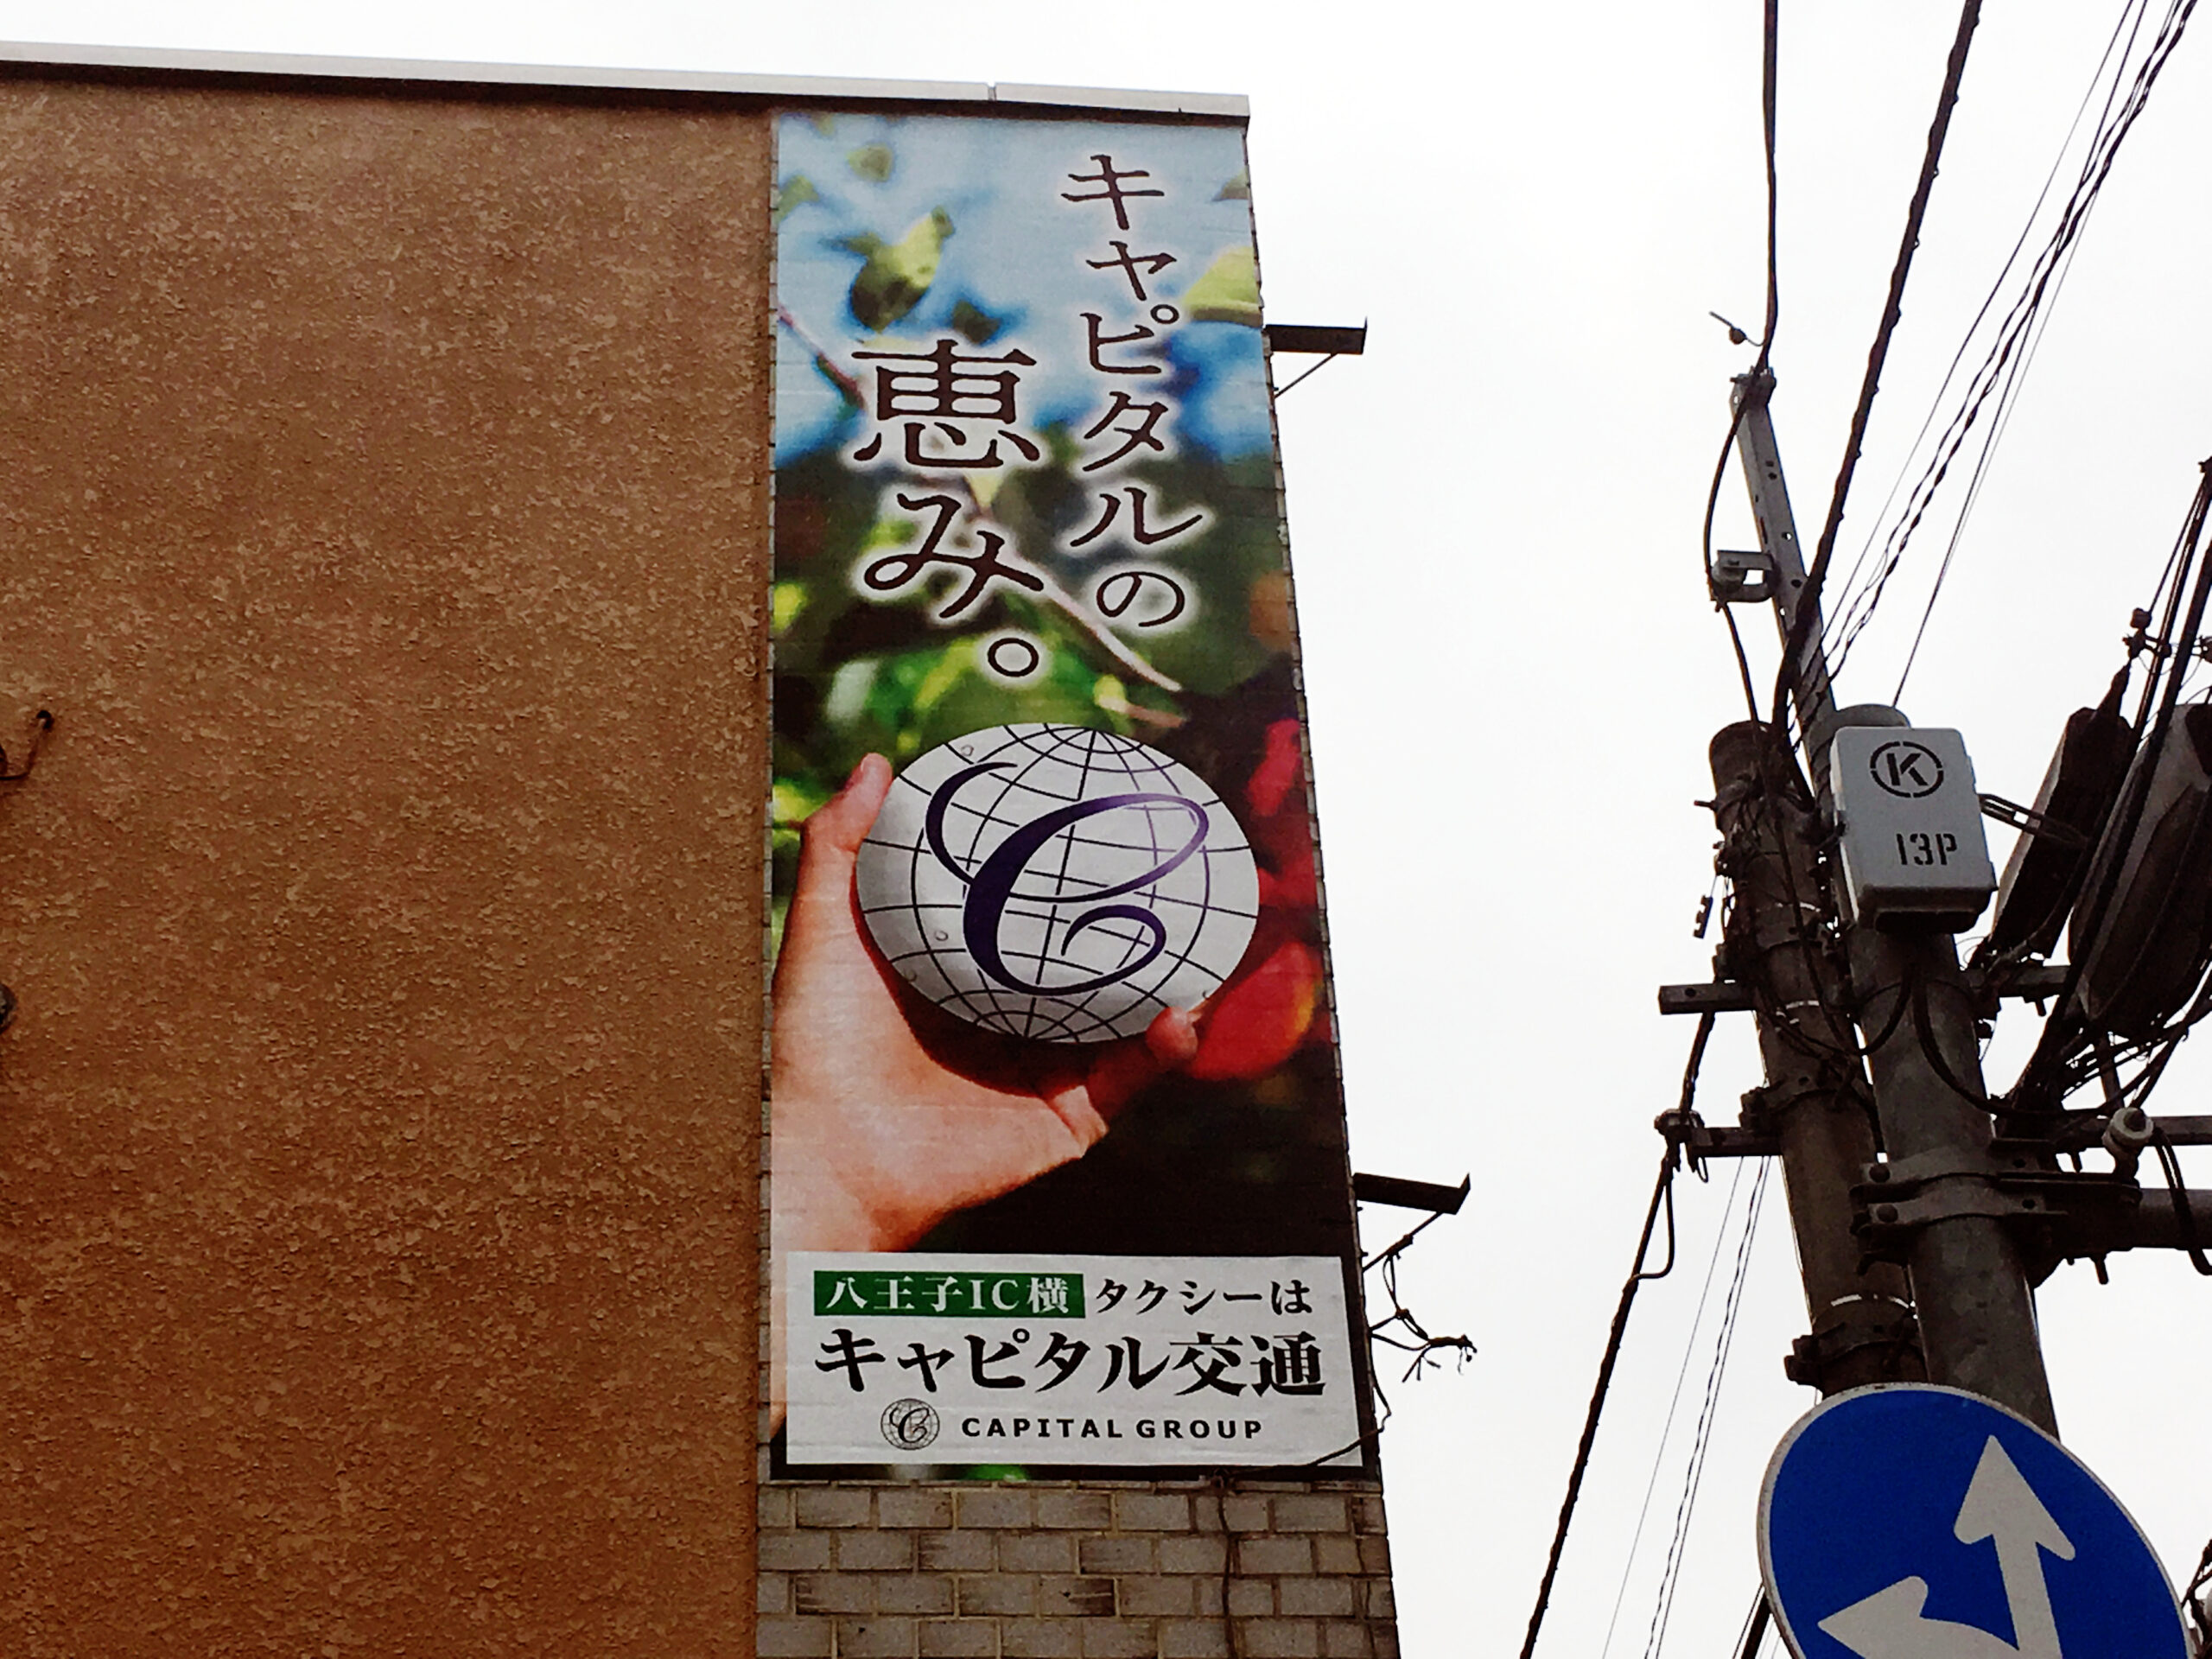 キャピタルの
恵み。
八王子IC横 タクシーは
キャピタル交通
CAPITAL GROUP
K
13P